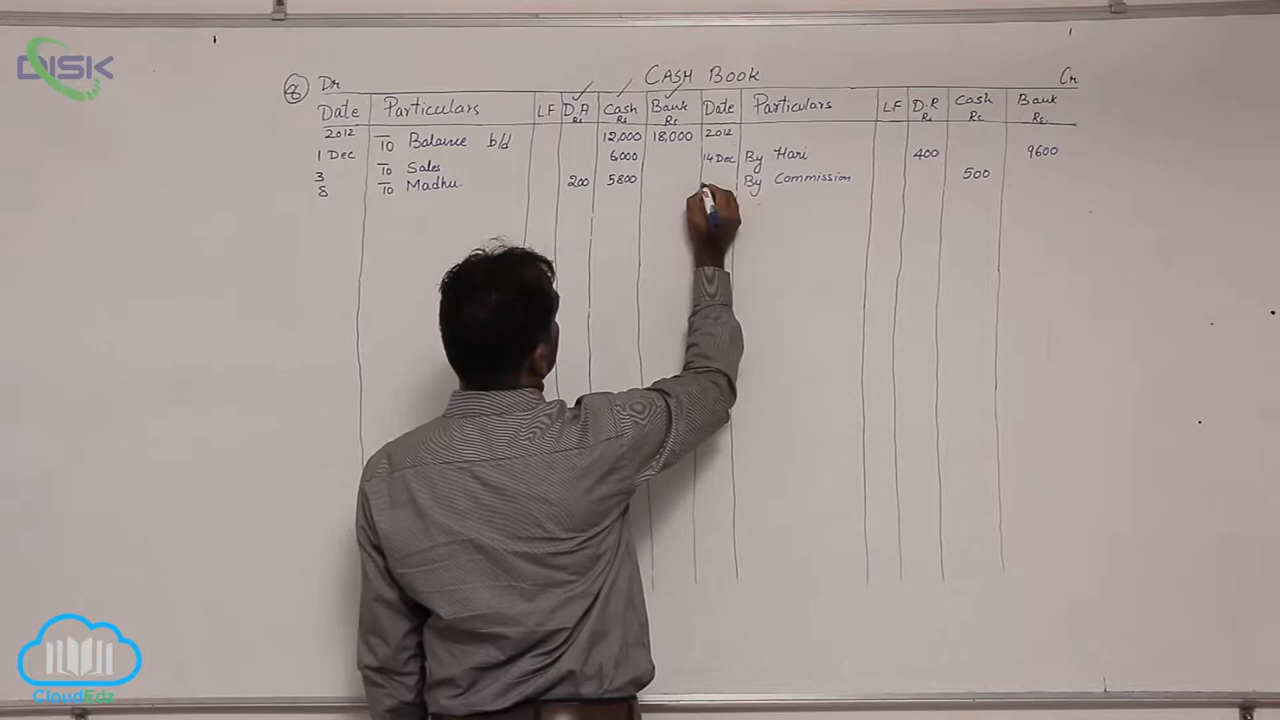 DISK
8 Dr CASH BOOK Cr
Date Particulars LF D.A Rs Cash Rs Bank Rs Date Particulars LF D.R Rs Cash Rs. Bank Rs.
2012 To Balance b/d 12,000 18,000 2012
1 Dec 6000 14 Dec By Hari 400 9600
3 To Sales
8 To Madhu. 200 5800 By Commission 500
CloudEdz